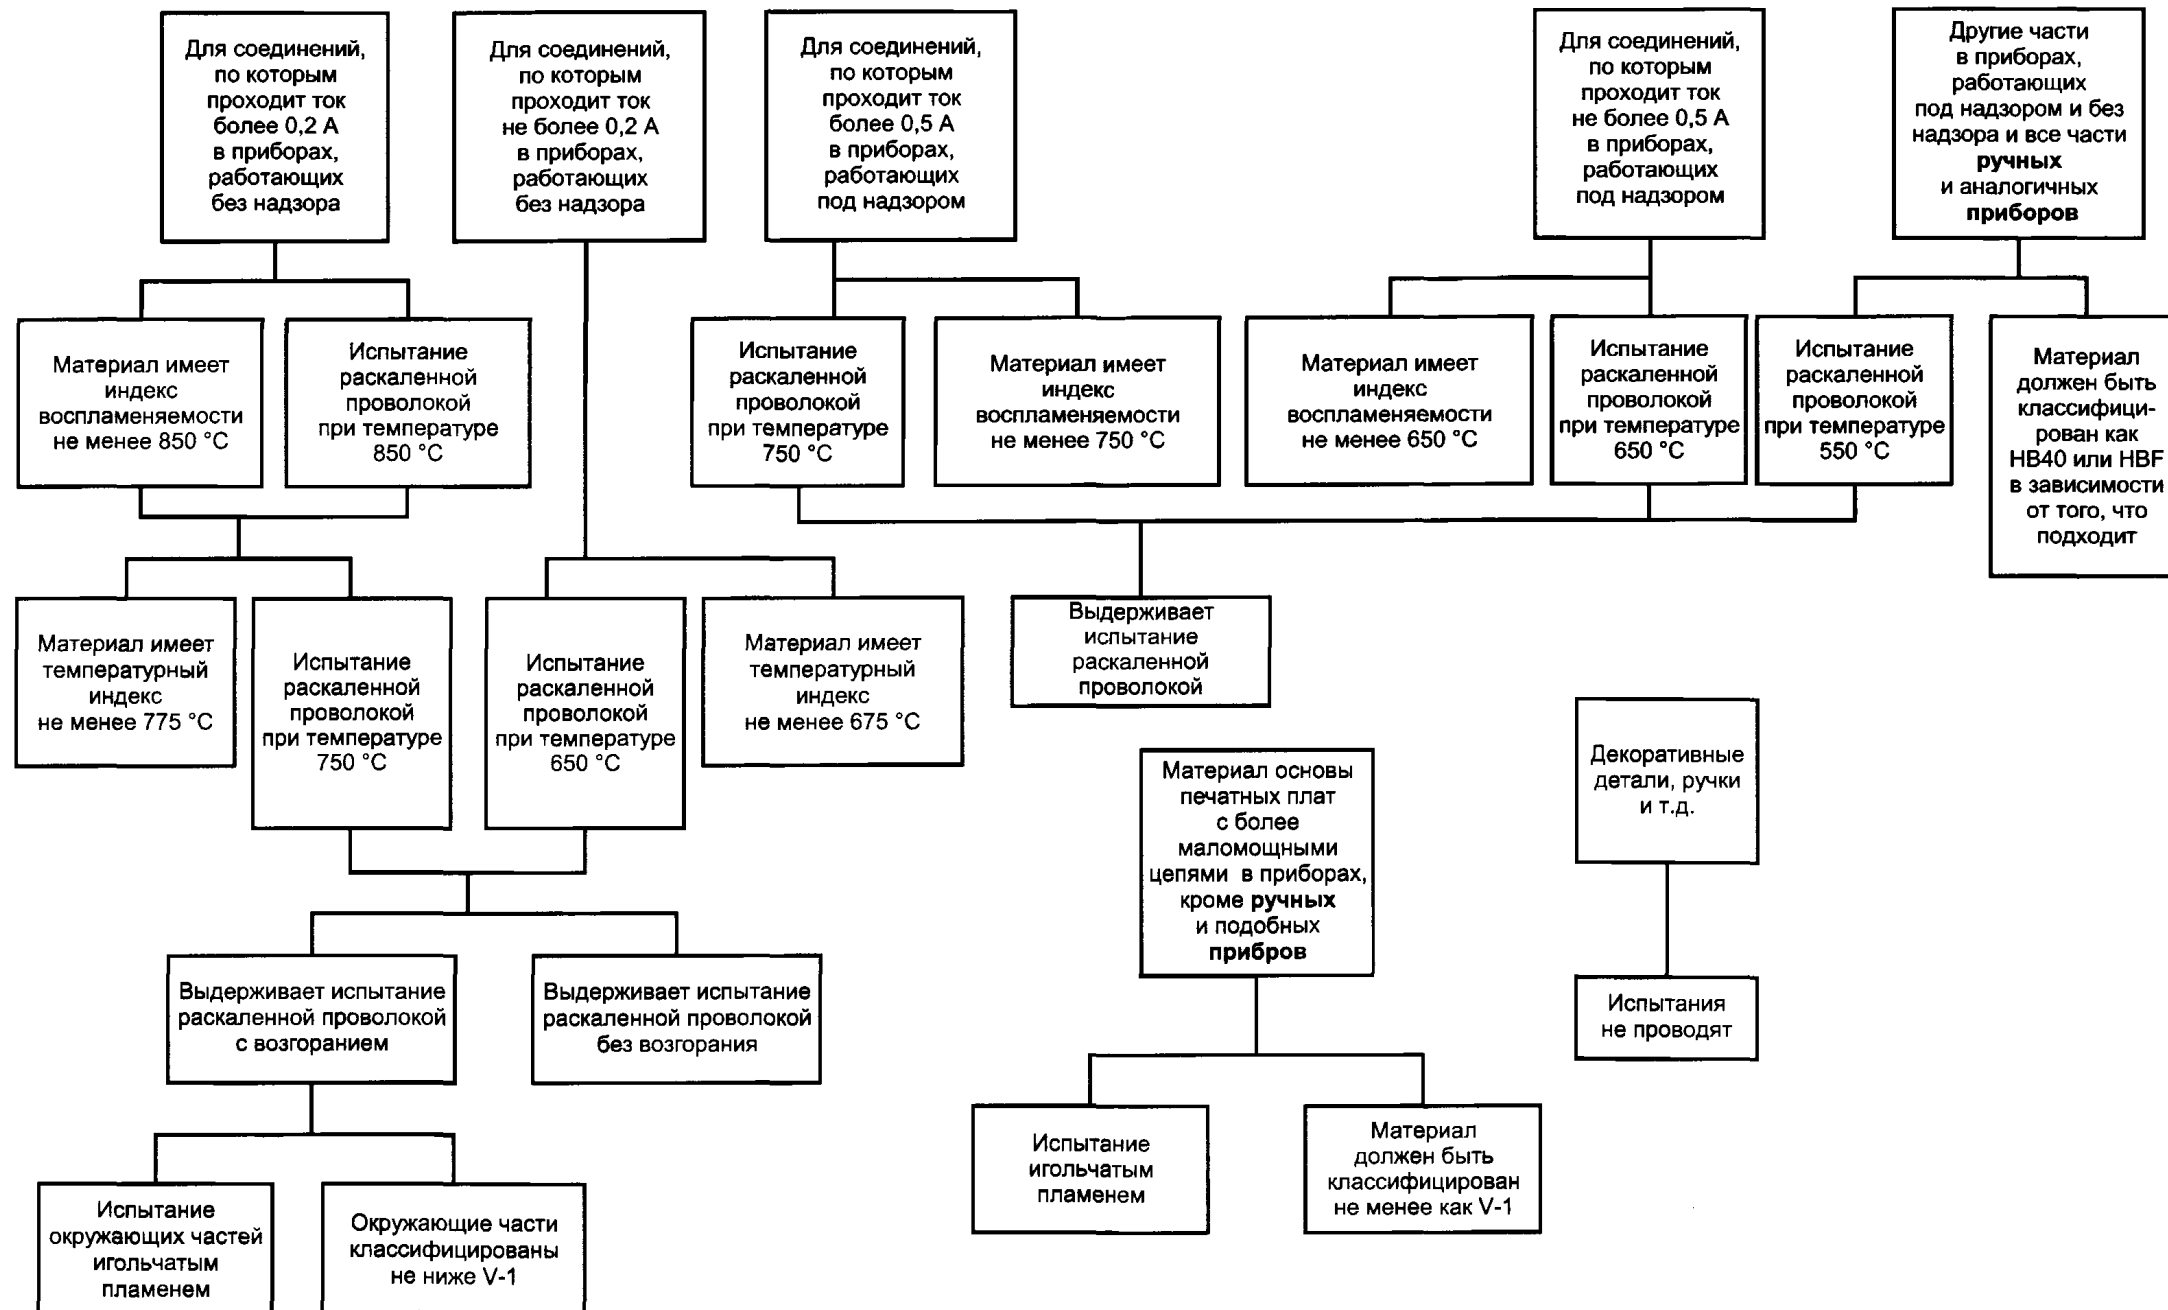 Для соединений,
по которым
проходит ток
более 0,2 А
в приборах,
работающих
без надзора
Для соединений,
по которым
проходит ток
не более 0,2 А
в приборах,
работающих
без надзора
Для соединений,
по которым
проходит ток
более 0,5 А
в приборах,
работающих
под надзором
Для соединений,
по которым
проходит ток
не более 0,5 А
в приборах,
работающих
под надзором
Другие части
в приборах,
работающих
под надзором и без
надзора и все части
ручных
и аналогичных
приборов
Материал имеет
индекс
воспламеняемости
не менее 850 °С
Испытание
раскаленной
проволокой
при температуре
850 °С
Испытание
раскаленной
проволокой
при температуре
750 °С
Материал имеет
индекс
воспламеняемости
не менее 750 °С
Материал имеет
индекс
воспламеняемости
не менее 650 °С
Испытание
раскаленной
проволокой
при температуре
650 °С
Испытание
раскаленной
проволокой
при температуре
550 °С
Материал
должен быть
классифици-
рован как
НВ40 или HBF
в зависимости
от того, что
подходит
Материал имеет
температурный
индекс
не менее 775 °С
Испытание
раскаленной
проволокой
при температуре
750 °С
Испытание
раскаленной
проволокой
при температуре
650 °С
Материал имеет
температурный
индекс
не менее 675 °С
Выдерживает
испытание
раскаленной
проволокой
Материал основы
печатных плат
с более
маломощными
цепями в приборах,
кроме ручных
и подобных
прибров
Декоративные
детали, ручки
и т.д.
Выдерживает испытание
раскаленной проволокой
с возгоранием
Выдерживает испытание
раскаленной проволокой
без возгорания
Испытания
не проводят
Испытание
игольчатым
пламенем
Материал
должен быть
классифицирован
не менее как V-1
Испытание
окружающих частей
игольчатым
пламенем
Окружающие части
классифицированы
не ниже V-1